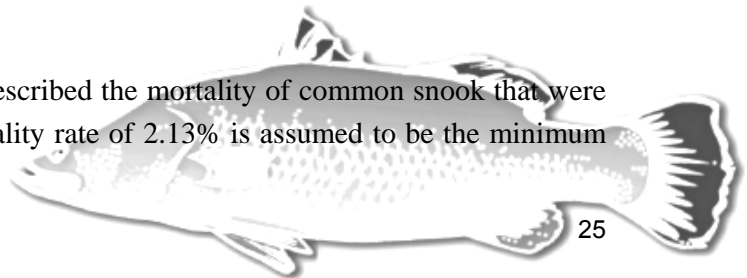 escribed the mortality of common snook that were
ality rate of 2.13% is assumed to be the minimum
25